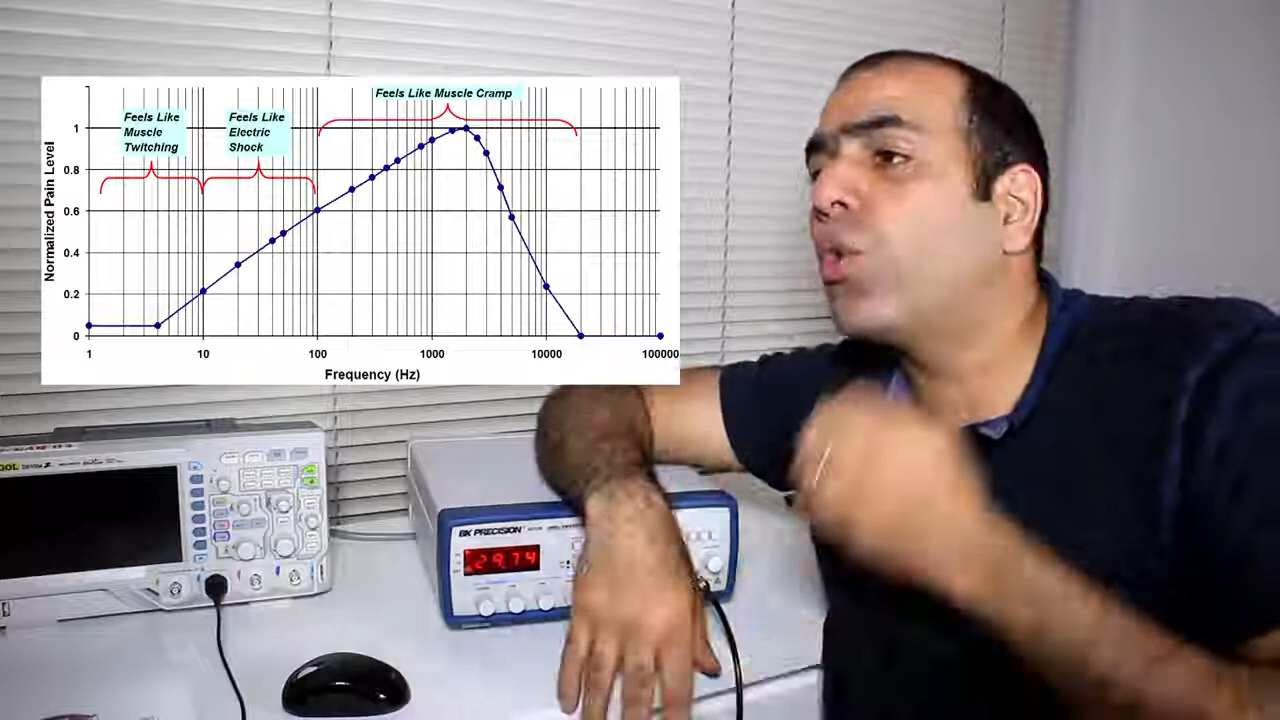 Feels Like Muscle Cramp
Feels Like
Muscle
Twitching
Feels Like
Electric
Shock
Normalized Pain Level
1
0.8
0.6
0.4
0.2
0
1 10 100 1000 10000 100000
Frequency (Hz)
BK PRECISION
29.74